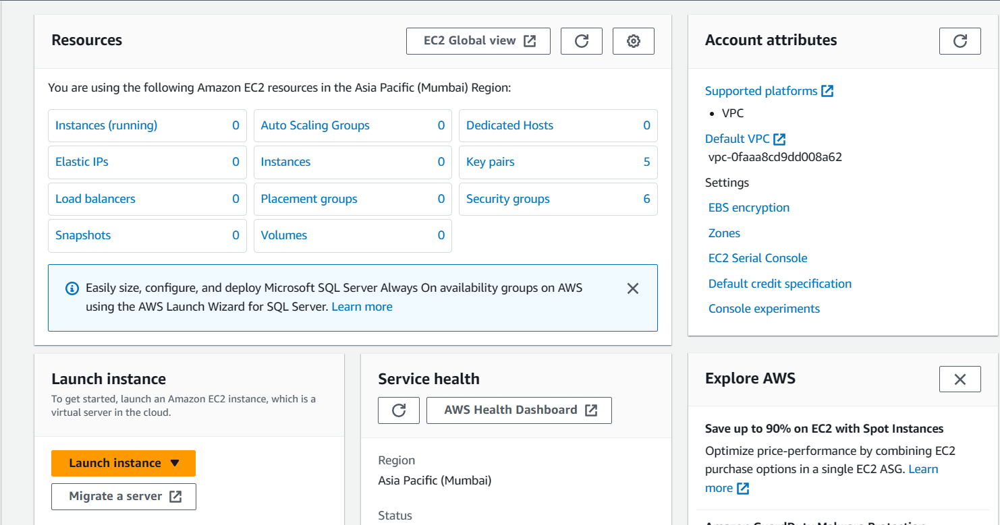 Resources
EC2 Global view
You are using the following Amazon EC2 resources in the Asia Pacific (Mumbai) Region:
Instances (running) 0
Auto Scaling Groups 0
Dedicated Hosts 0
Elastic IPs 0
Instances 0
Key pairs 5
Load balancers 0
Placement groups 0
Security groups 6
Snapshots 0
Volumes 0
Easily size, configure, and deploy Microsoft SQL Server Always On availability groups on AWS
using the AWS Launch Wizard for SQL Server. Learn more
Account attributes
Supported platforms
• VPC
Default VPC
vpc-0faaa8cd9dd008a62
Settings
EBS encryption
Zones
EC2 Serial Console
Default credit specification
Console experiments
Launch instance
To get started, launch an Amazon EC2 instance, which is a
virtual server in the cloud.
Launch instance
Migrate a server
Service health
AWS Health Dashboard
Region
Asia Pacific (Mumbai)
Status
Explore AWS
Save up to 90% on EC2 with Spot Instances
Optimize price-performance by combining EC2
purchase options in a single EC2 ASG. Learn
more
Amazon GuardDuty Malware Protection